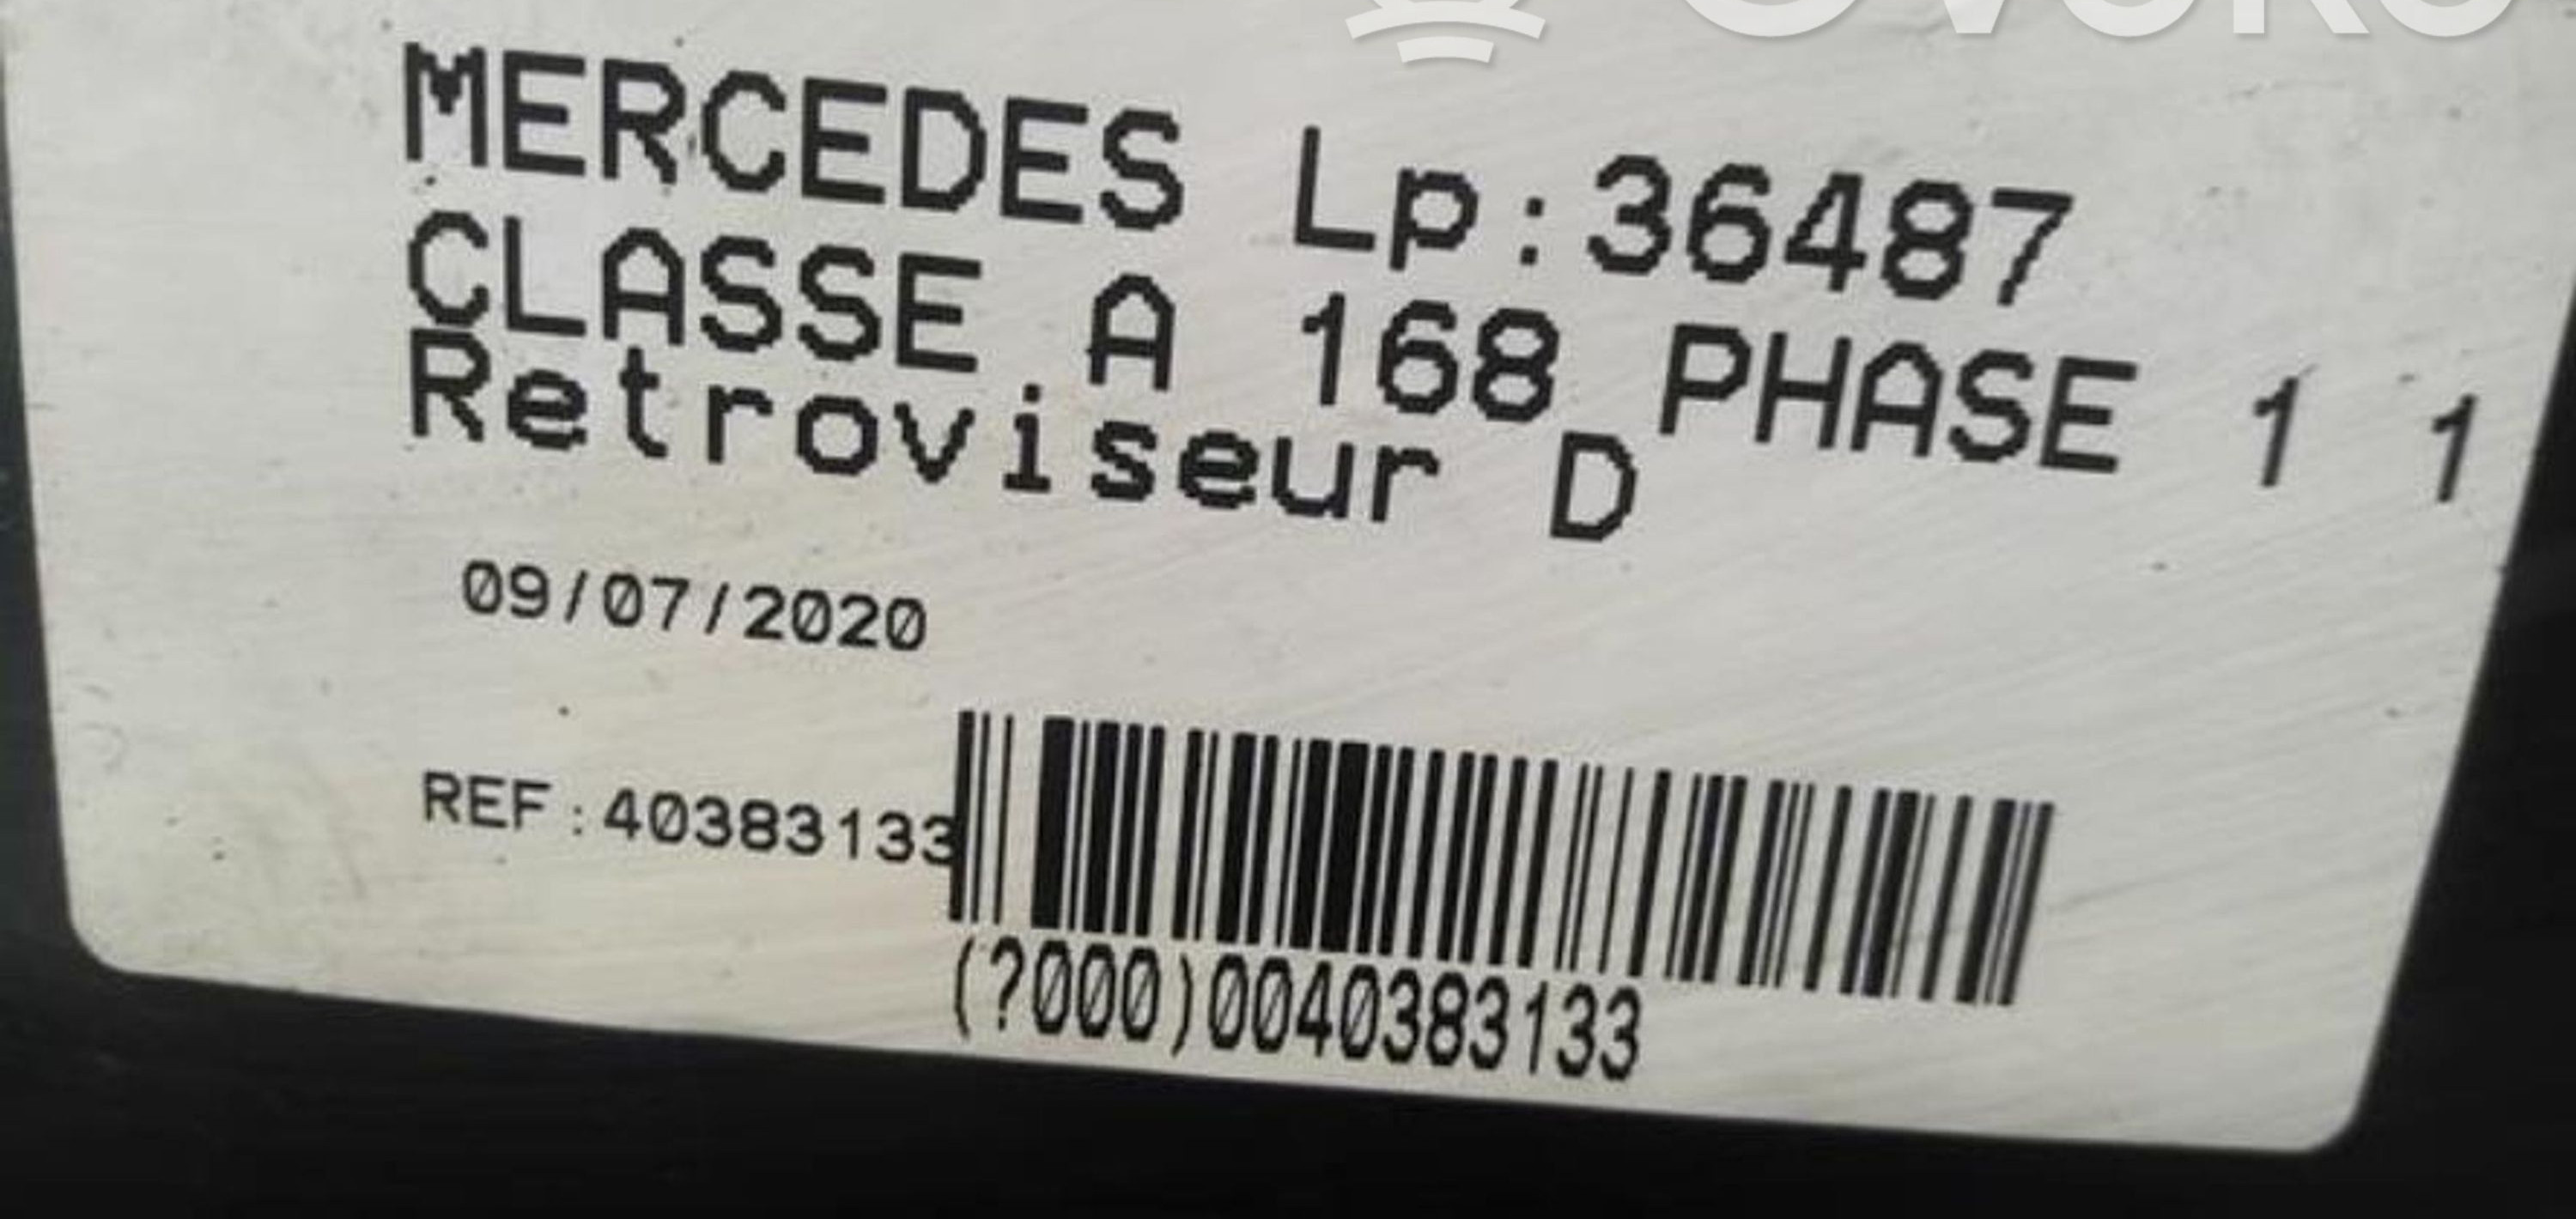 MERCEDES Lp:36487
CLASSE A 168 PHASE 1 1
Retroviseur D
09/07/2020
REF:40383133
(?000)0040383133